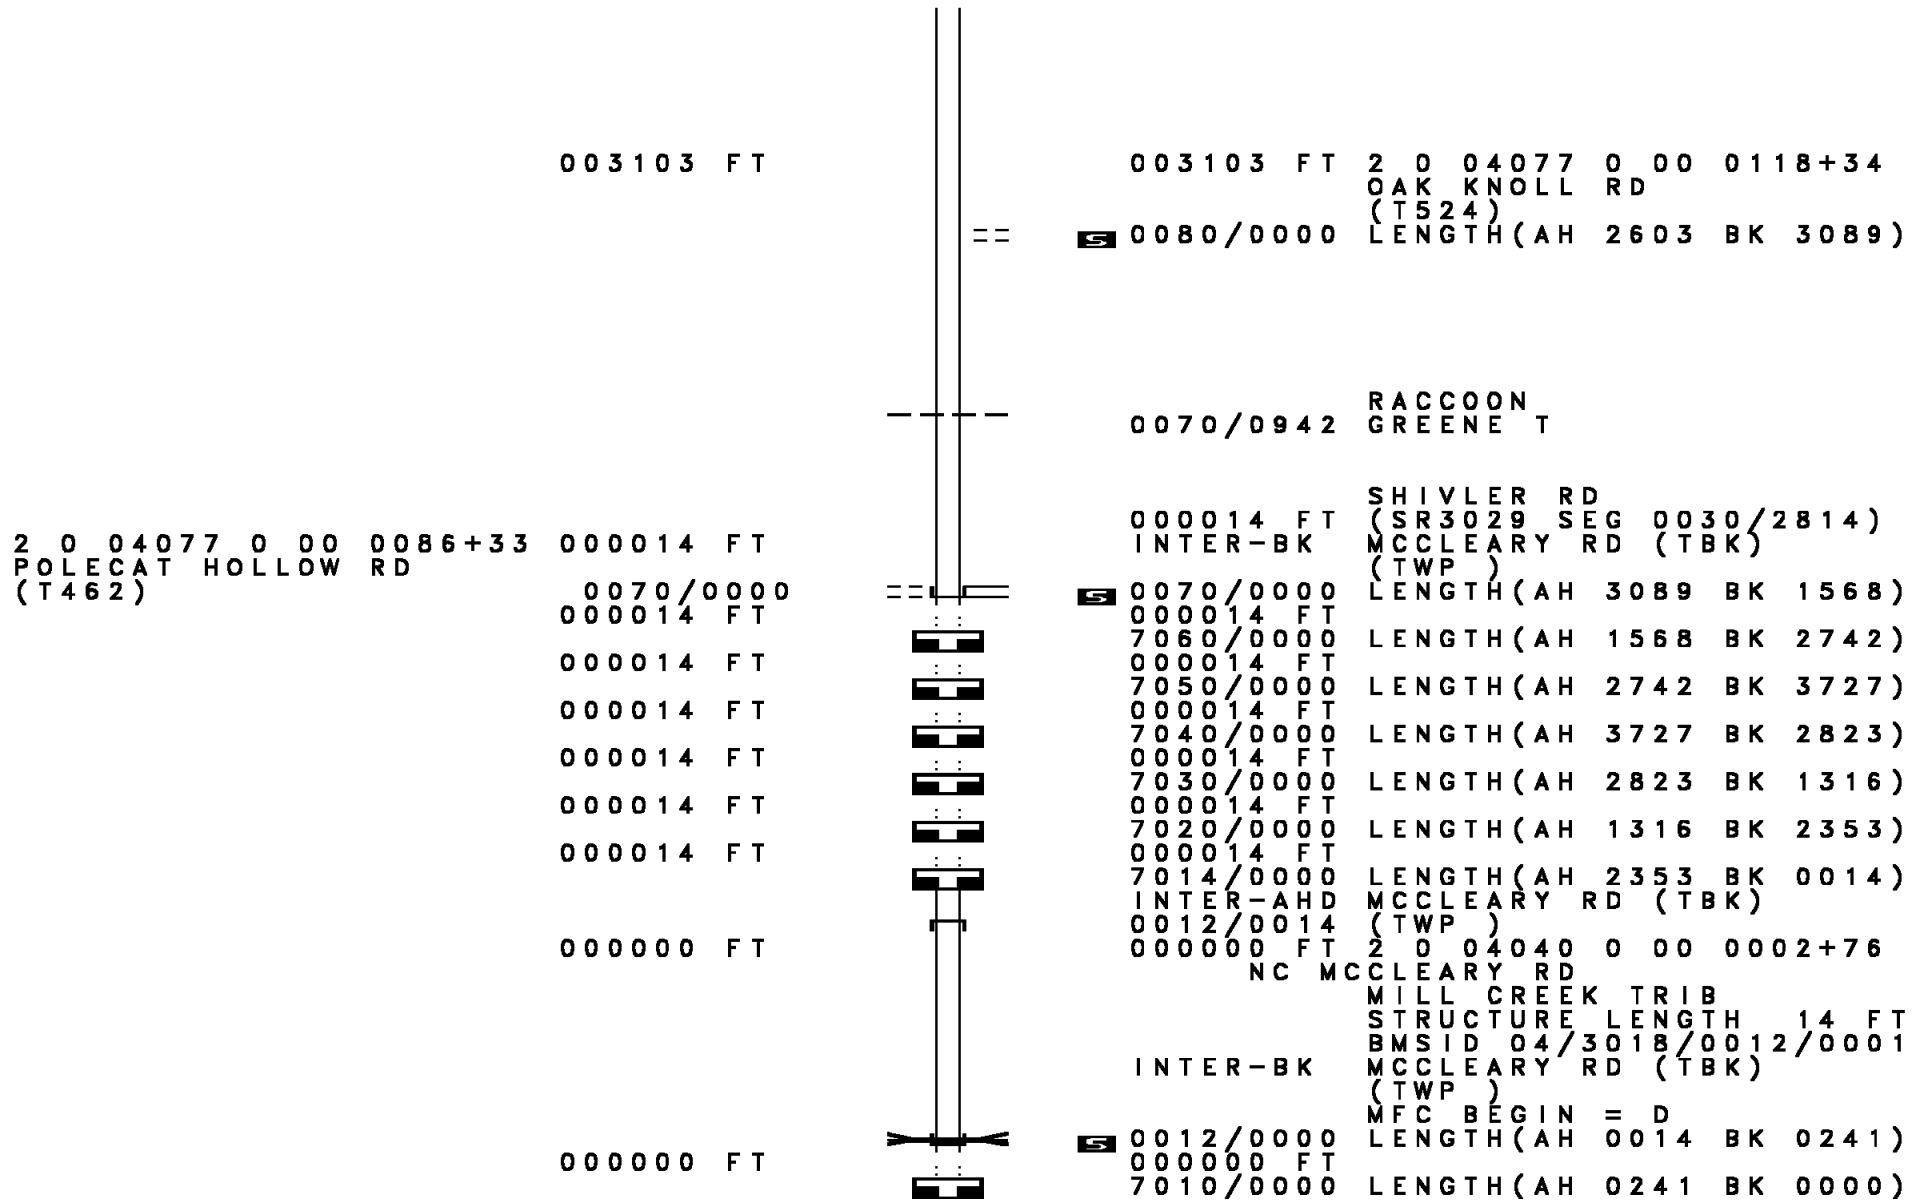 003103 FT 003103 FT 2 0 04077 0 00 0118+34
OAK KNOLL RD
(T524)
S 0080/0000 LENGTH(AH 2603 BK 3089)
RACCOON
0070/0942 GREENE T
SHIVLER RD
000014 FT (SR3029 SEG 0030/2814)
2 0 04077 0 00 0086+33 000014 FT INTER-BK MCCLEARY RD (TBK)
POLECAT HOLLOW RD (TWP )
(T462) 0070/0000 S 0070/0000 LENGTH(AH 3089 BK 1568)
000014 FT 000014 FT
7060/0000 LENGTH(AH 1568 BK 2742)
000014 FT 000014 FT
7050/0000 LENGTH(AH 2742 BK 3727)
000014 FT 000014 FT
7040/0000 LENGTH(AH 3727 BK 2823)
000014 FT 000014 FT
7030/0000 LENGTH(AH 2823 BK 1316)
000014 FT 000014 FT
7020/0000 LENGTH(AH 1316 BK 2353)
000014 FT 000014 FT
7014/0000 LENGTH(AH 2353 BK 0014)
INTER-AHD MCCLEARY RD (TBK)
0012/0014 (TWP )
000000 FT 000000 FT 2 0 04040 0 00 0002+76
NC MCCLEARY RD
MILL CREEK TRIB
STRUCTURE LENGTH 14 FT
BMSID 04/3018/0012/0001
INTER-BK MCCLEARY RD (TBK)
(TWP )
MFC BEGIN = D
S 0012/0000 LENGTH(AH 0014 BK 0241)
000000 FT 000000 FT
7010/0000 LENGTH(AH 0241 BK 0000)